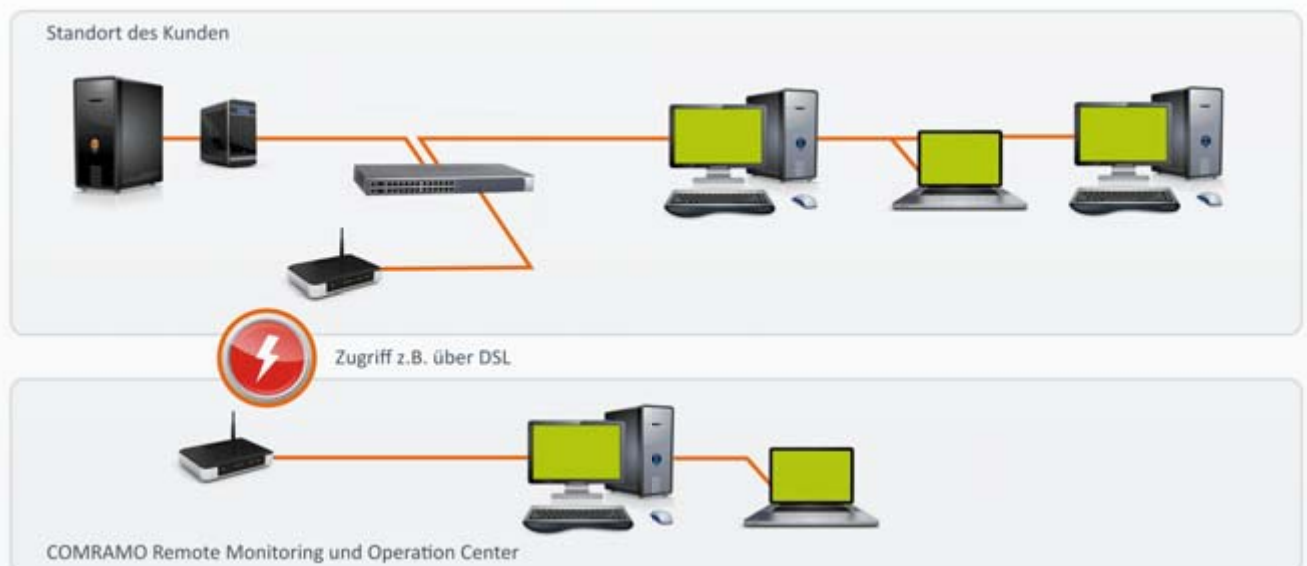 Standort des Kunden
Zugriff z.B. über DSL
COMRAMO Remote Monitoring und Operation Center